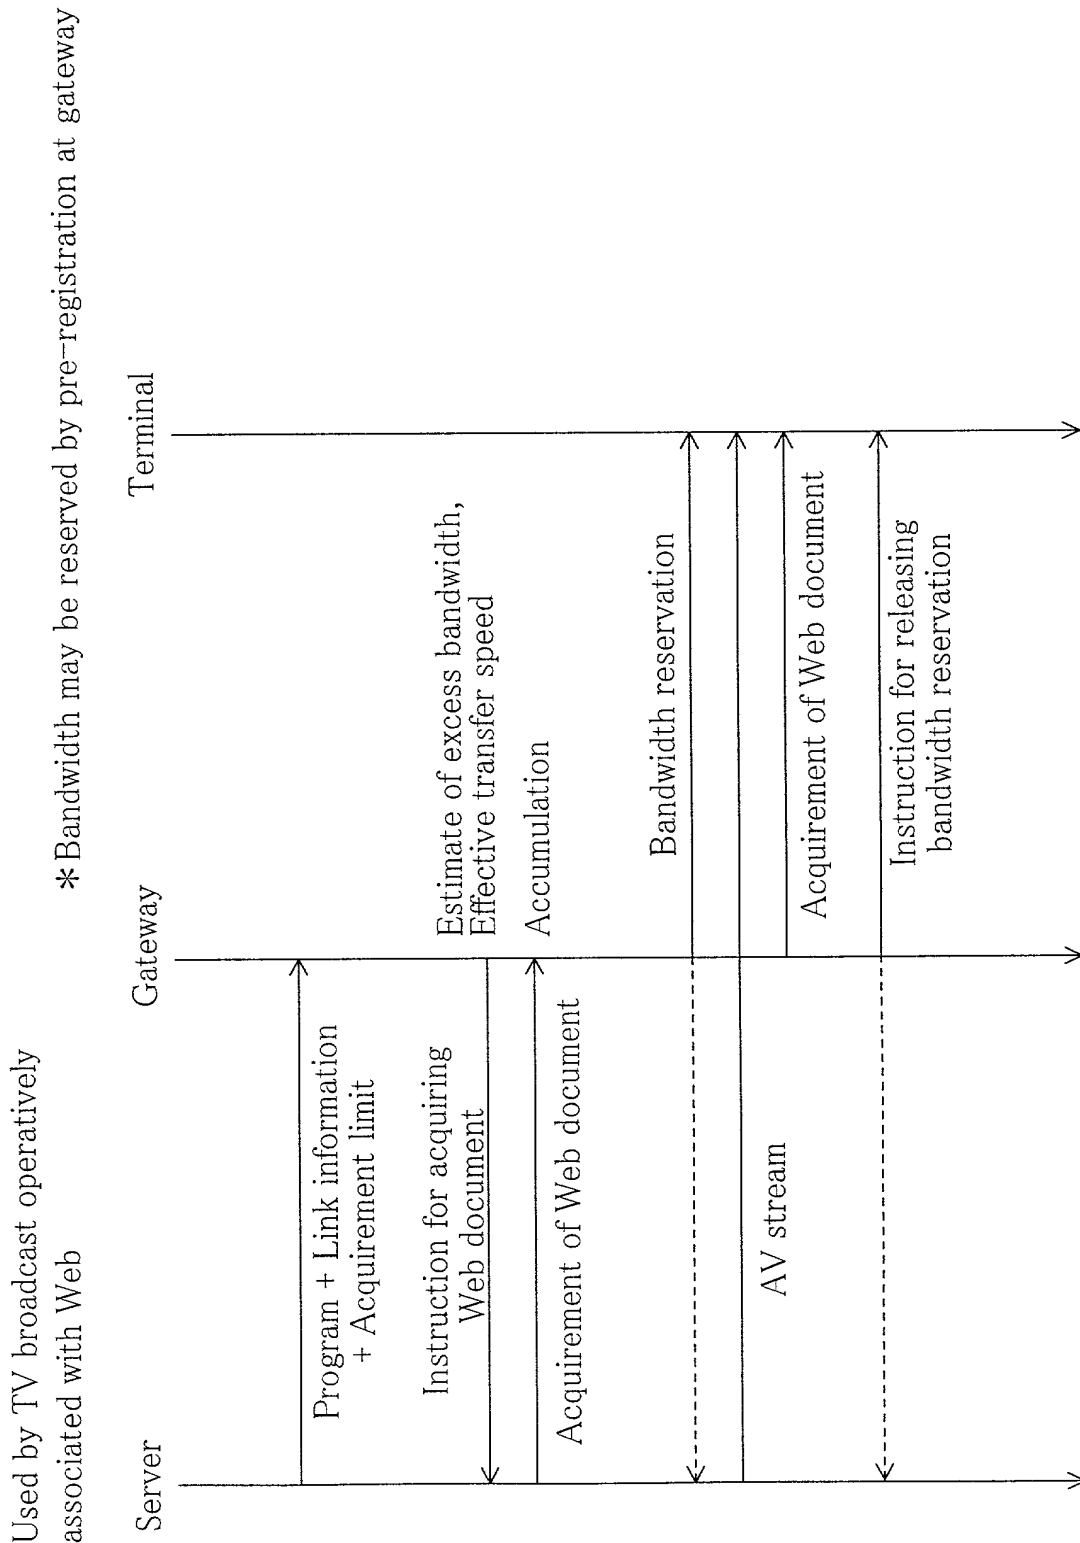 Used by TV broadcast operatively
associated with Web
*Bandwidth may be reserved by pre-registration at gateway
Server
Gateway
Terminal
Program + Link information
+ Acquirement limit
Instruction for acquiring
Web document
Estimate of excess bandwidth,
Effective transfer speed
Acquirement of Web document
Accumulation
Bandwidth reservation
AV stream
Acquirement of Web document
Instruction for releasing
bandwidth reservation